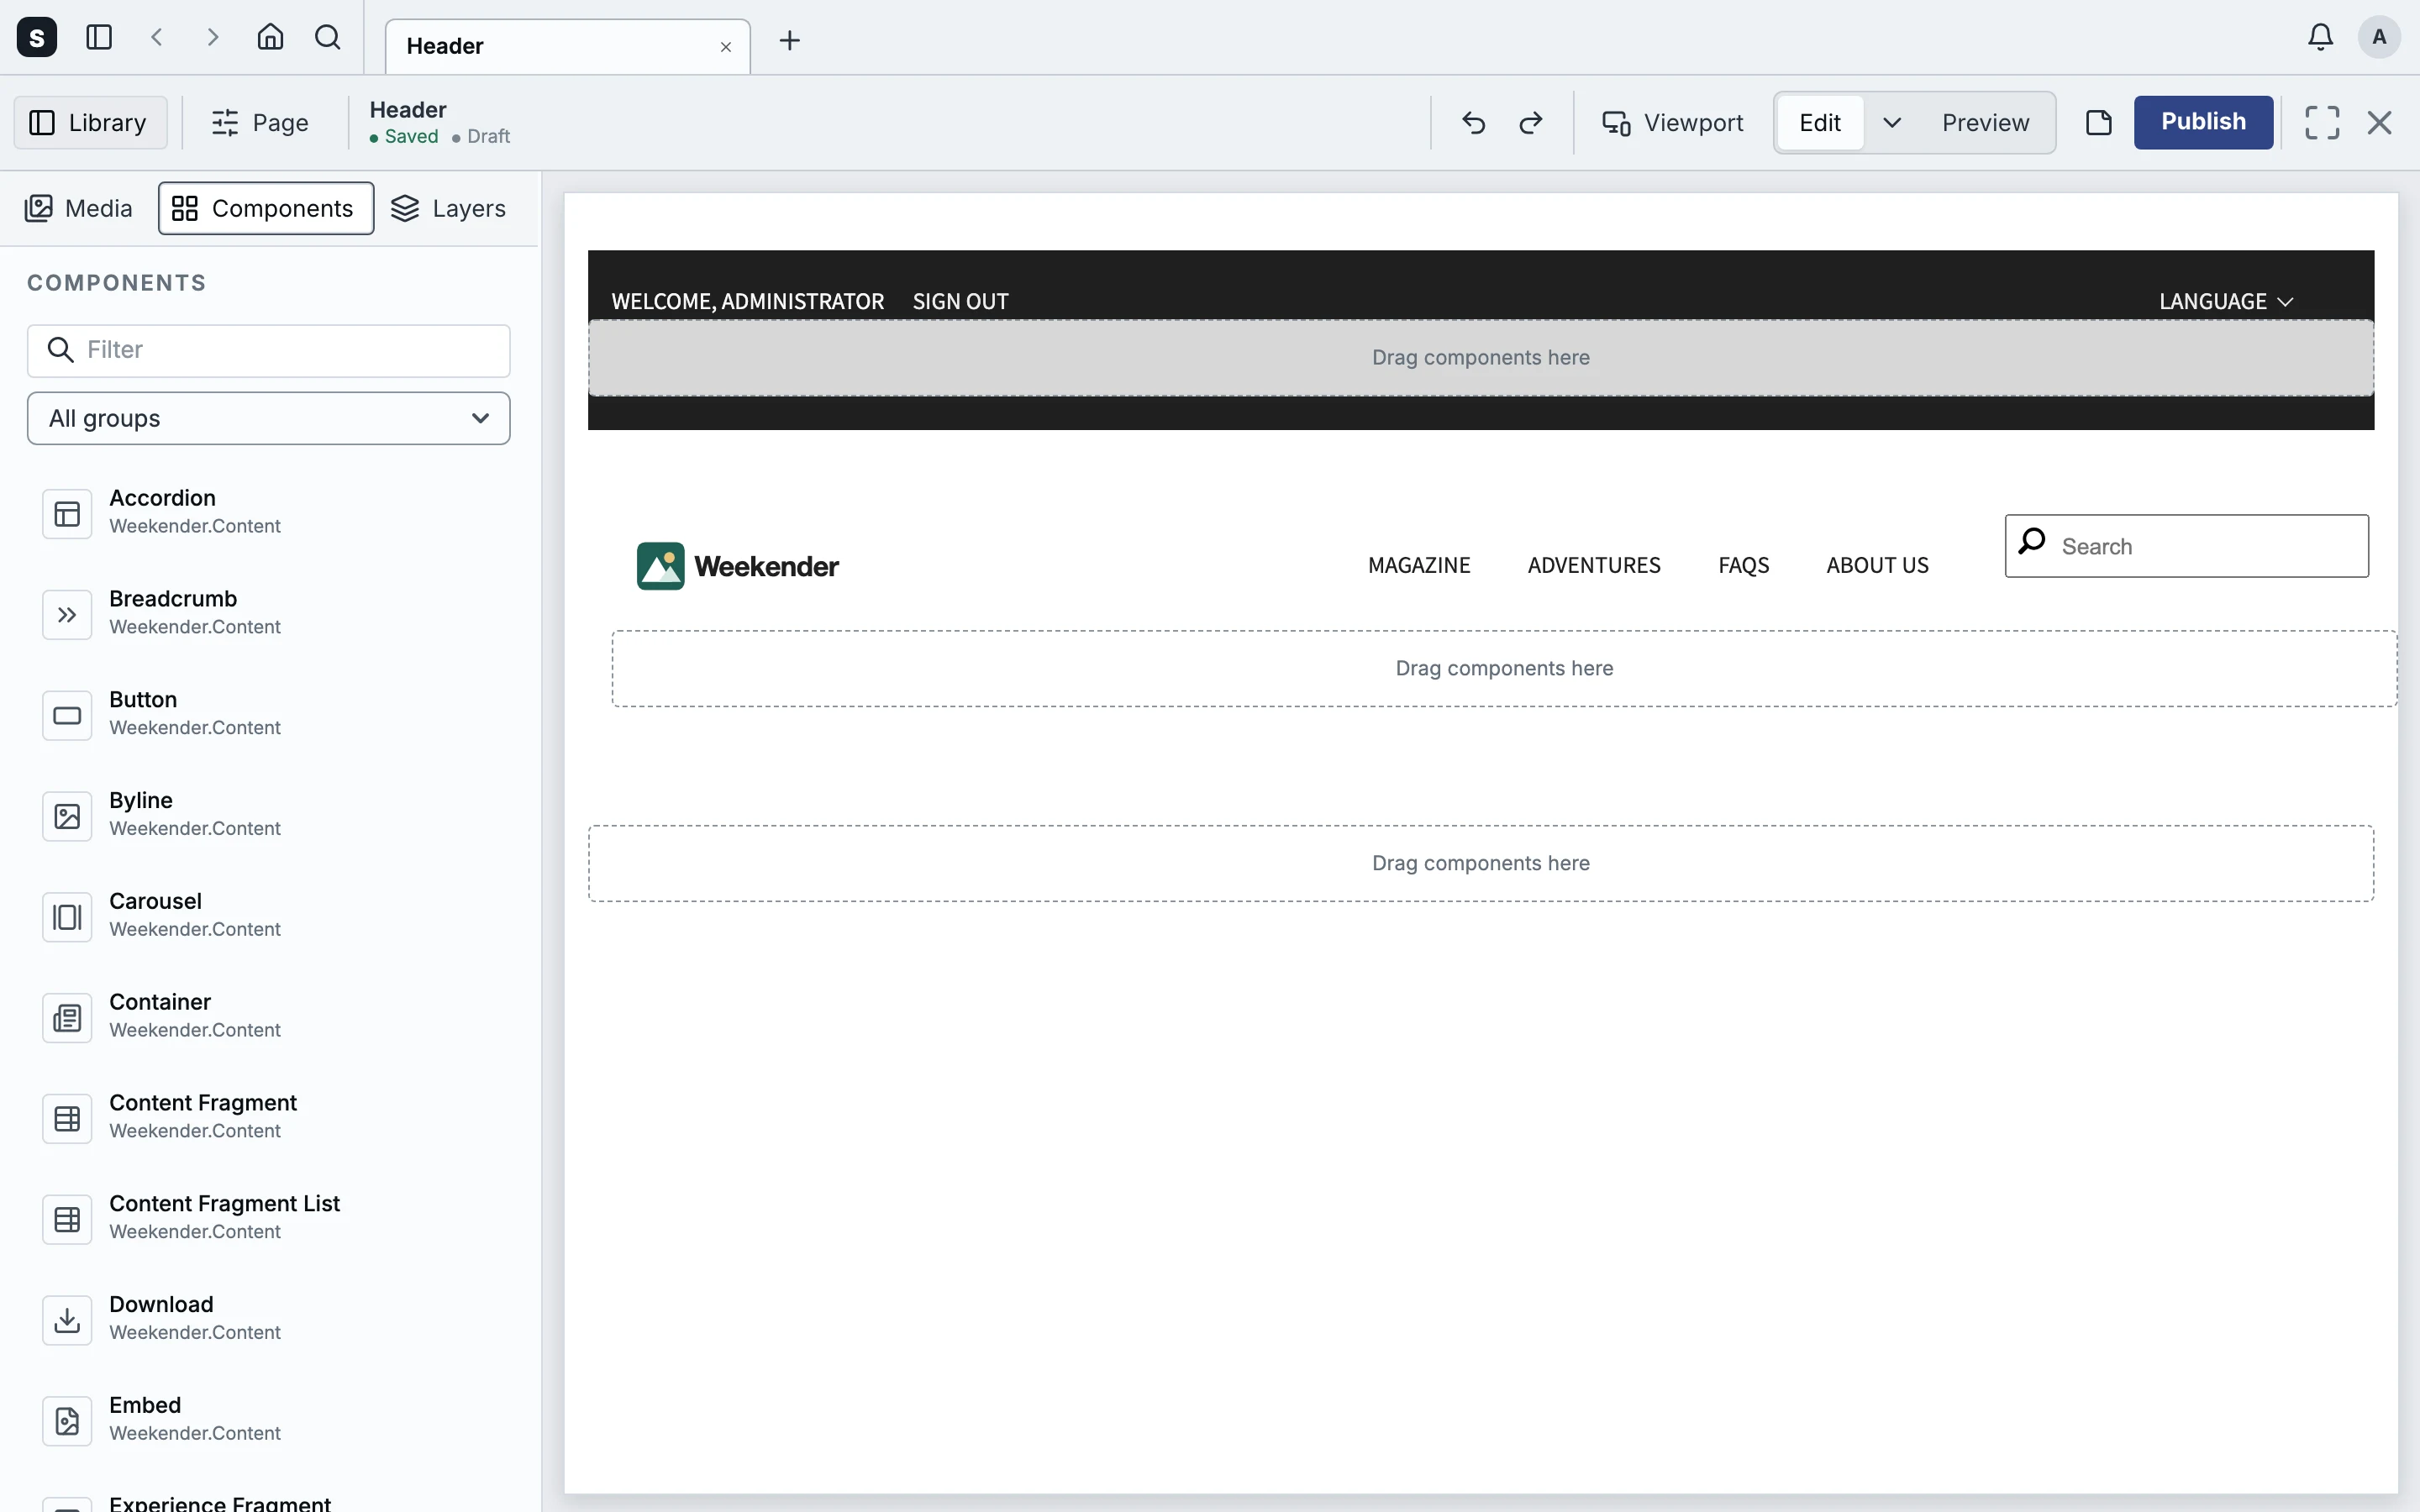 S
Header
A
Library
Page
Header
Saved
Draft
Viewport
Edit
Preview
Publish
Media
Components
Layers
COMPONENTS
Filter
All groups
Accordion
Weekender.Content
Breadcrumb
Weekender.Content
Button
Weekender.Content
Byline
Weekender.Content
Carousel
Weekender.Content
Container
Weekender.Content
Content Fragment
Weekender.Content
Content Fragment List
Weekender.Content
Download
Weekender.Content
Embed
Weekender.Content
Experience Fragment
WELCOME, ADMINISTRATOR
SIGN OUT
LANGUAGE
Drag components here
Weekender
MAGAZINE
ADVENTURES
FAQS
ABOUT US
Search
Drag components here
Drag components here